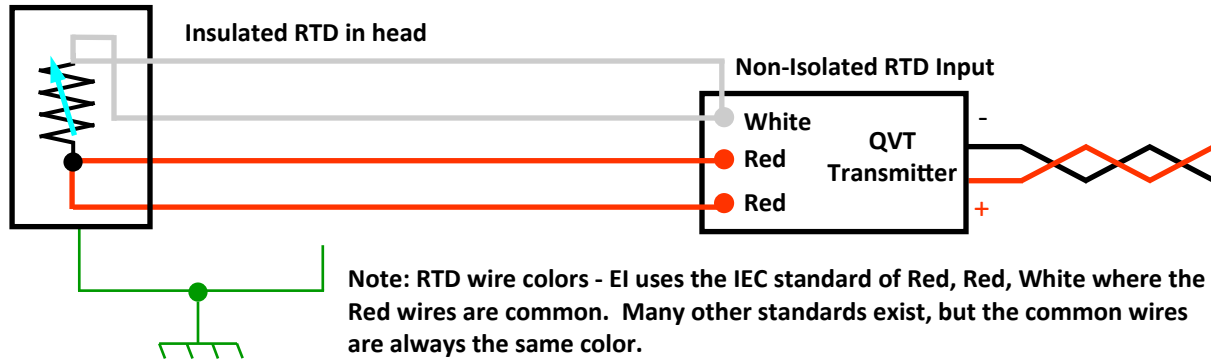 Insulated RTD in head
Non-Isolated RTD Input
White
Red
Red
QVT
Transmitter
-
+
Note: RTD wire colors - EI uses the IEC standard of Red, Red, White where the
Red wires are common.  Many other standards exist, but the common wires
are always the same color.